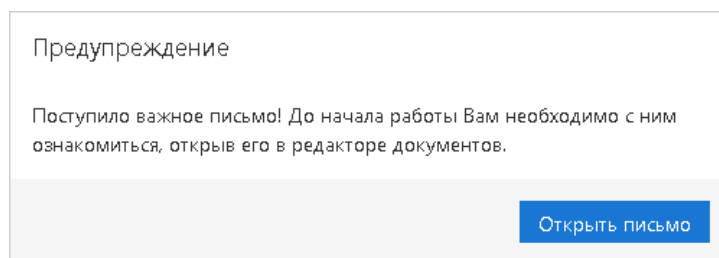 Предупреждение
Поступило важное письмо! До начала работы Вам необходимо с ним
ознакомиться, открыв его в редакторе документов.
Открыть письмо